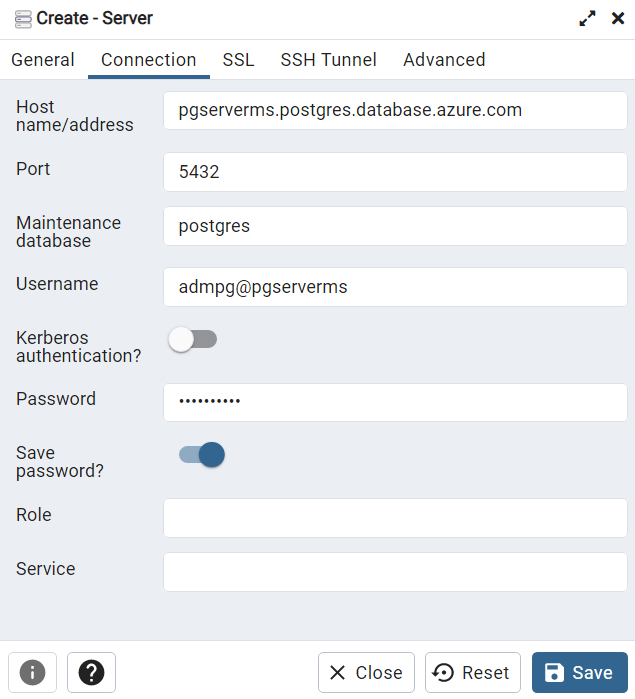 Create - Server
General Connection SSL SSH Tunnel Advanced
Host
name/address
pgserverms.postgres.database.azure.com
Port
5432
Maintenance
database
postgres
Username
admpg@pgserverms
Kerberos
authentication?
Password
••••••••••
Save
password?
Role
Service
Close Reset Save